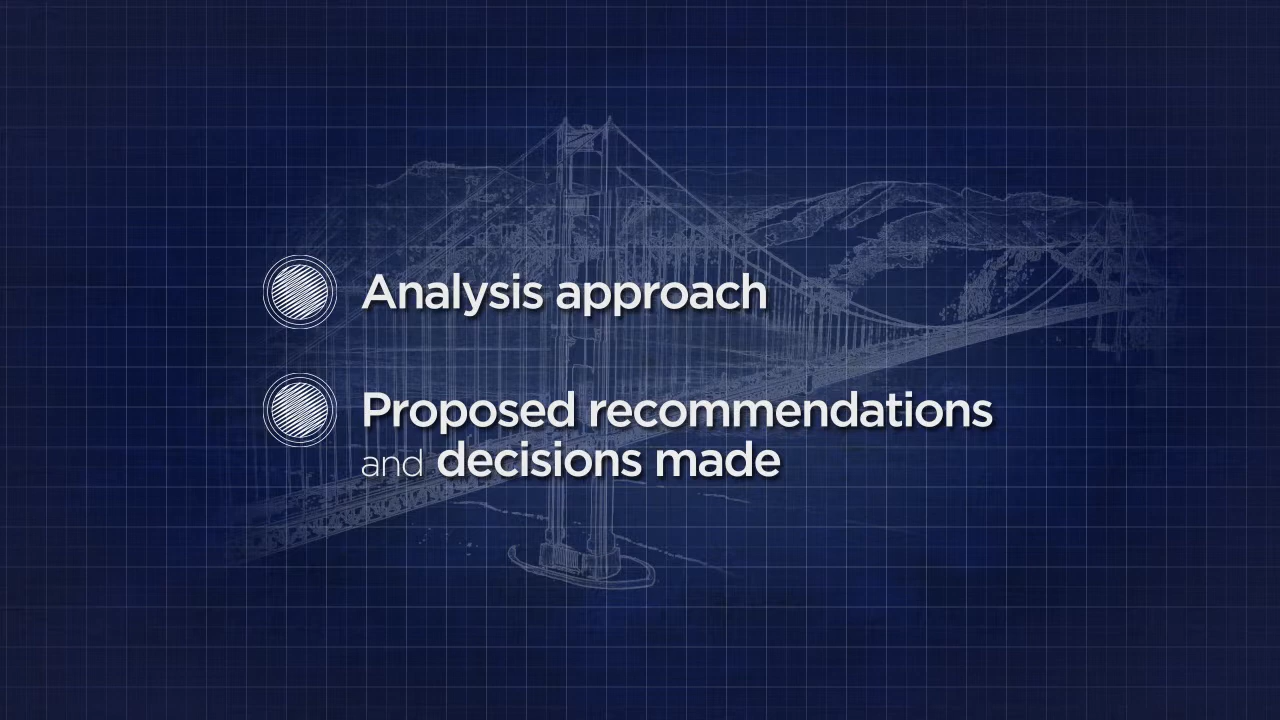 Analysis approach
Proposed recommendations
and decisions made